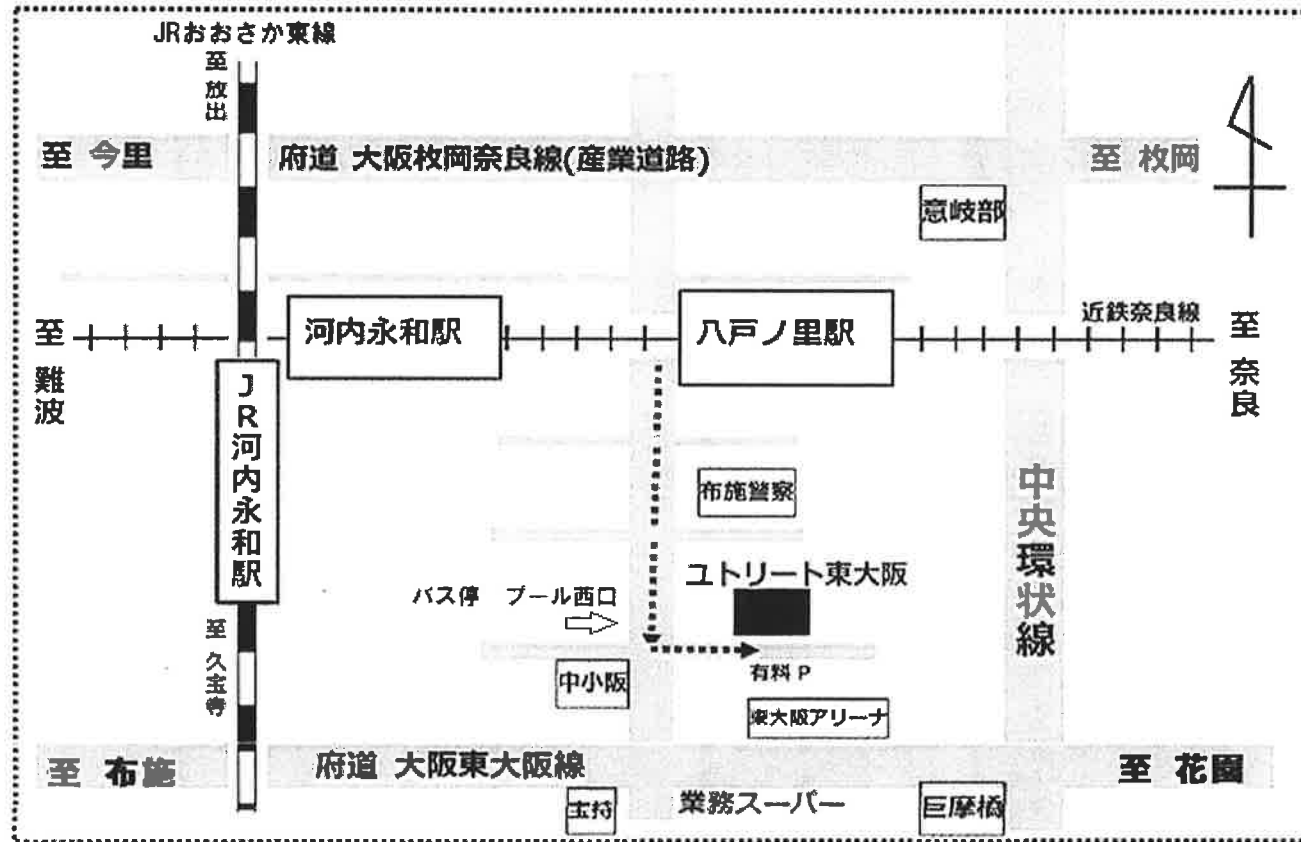 JRおおさか東線
至 放出
至 今里
府道 大阪枚岡奈良線(産業道路)
至 枚岡
意岐部
至 難波
河内永和駅
八戸ノ里駅
近鉄奈良線
至 奈良
JR河内永和駅
布施警察
中央環状線
ユトリート東大阪
バス停 プール西口
至 久宝寺
中小阪
有料 P
東大阪アリーナ
至 布施
府道 大阪東大阪線
至 花園
宝持
業務スーパー
巨摩橋